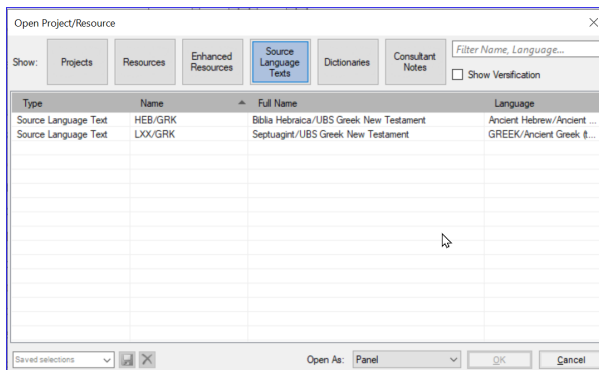 Open Project/Resource
Show: Projects Resources Enhanced Resources Source Language Texts Dictionaries Consultant Notes Filter Name, Language...
Show Versification
Type Name Full Name Language
Source Language Text HEB/GRK Biblia Hebraica/UBS Greek New Testament Ancient Hebrew/Ancient ...
Source Language Text LXX/GRK Septuagint/UBS Greek New Testament GREEK/Ancient Greek (t...
Saved selections Open As: Panel OK Cancel